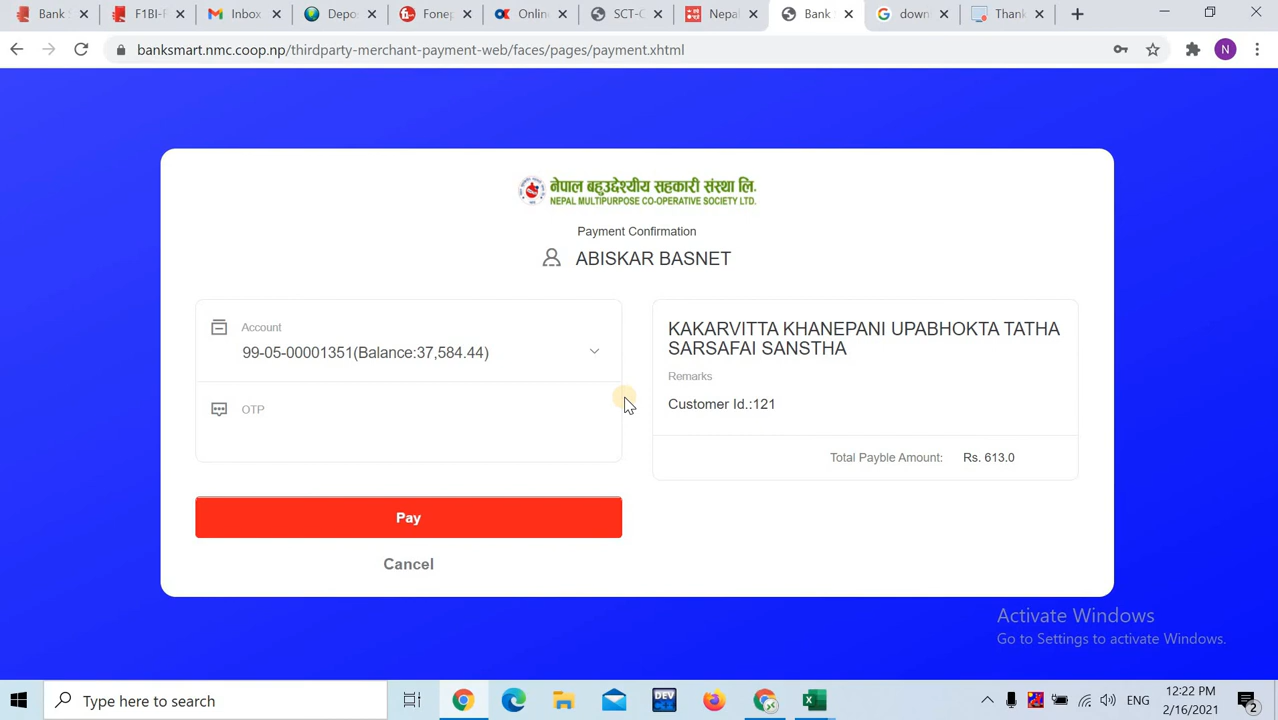 Bank S
F1BI-F
Inbox
Depo
Fonep
Onlin
SCT-C
Nepal
Bank
down
Thank
banksmart.nmc.coop.np/thirdparty-merchant-payment-web/faces/pages/payment.xhtml
N
नेपाल बहुउद्देश्यीय सहकारी संस्था लि.
NEPAL MULTIPURPOSE CO-OPERATIVE SOCIETY LTD.
Payment Confirmation
ABISKAR BASNET
Account
99-05-00001351(Balance:37,584.44)
OTP
Pay
Cancel
KAKARVITTA KHANEPANI UPABHOKTA TATHA
SARSAFAI SANSTHA
Remarks
Customer Id.:121
Total Payble Amount: Rs. 613.0
Activate Windows
Go to Settings to activate Windows.
Type here to search
DEV
ENG
12:22 PM
2/16/2021
2